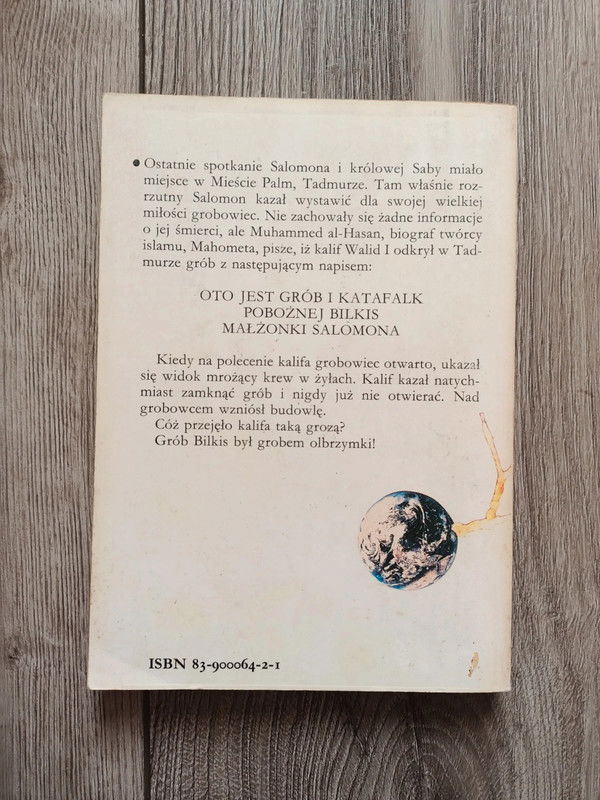 • Ostatnie spotkanie Salomona i królowej Saby miało
miejsce w Mieście Palm, Tadmurze. Tam właśnie roz-
rzutny Salomon kazał wystawić dla swojej wielkiej
miłości grobowiec. Nie zachowały się żadne informacje
o jej śmierci, ale Muhammed al-Hasan, biograf twórcy
islamu, Mahometa, pisze, iż kalif Walid I odkrył w Tad-
murze grób z następującym napisem:
OTO JEST GRÓB I KATAFALK
POBOŻNEJ BILKIS
MAŁŻONKI SALOMONA
Kiedy na polecenie kalifa grobowiec otwarto, ukazał
się widok mrożący krew w żyłach. Kalif kazał natych-
miast zamknąć grób i nigdy już nie otwierać. Nad
grobowcem wzniósł budowlę.
Cóż przejęło kalifa taką grozą?
Grób Bilkis był grobem olbrzymki!
ISBN 83-900064-2-1